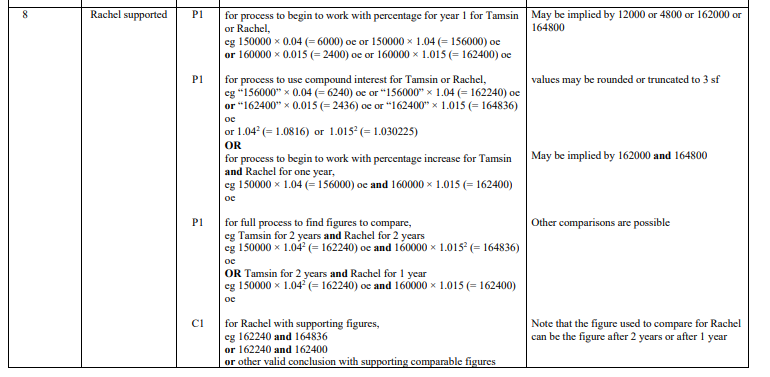 8 Rachel supported P1 for process to begin to work with percentage for year 1 for Tamsin May be implied by 12000 or 4800 or 162000 or
or Rachel, 164800
eg 150000 × 0.04 (= 6000) oe or 150000 × 1.04 (= 156000) oe
or 160000 × 0.015 (= 2400) oe or 160000 × 1.015 (= 162400) oe
P1 for process to use compound interest for Tamsin or Rachel, values may be rounded or truncated to 3 sf
eg “156000” × 0.04 (= 6240) oe or “156000” × 1.04 (= 162240) oe
or “162400” × 0.015 (= 2436) oe or “162400” × 1.015 (= 164836)
oe
or 1.04² (= 1.0816) or 1.015² (= 1.030225)
OR
for process to begin to work with percentage increase for Tamsin May be implied by 162000 and 164800
and Rachel for one year,
eg 150000 × 1.04 (= 156000) oe and 160000 × 1.015 (= 162400)
oe
P1 for full process to find figures to compare, Other comparisons are possible
eg Tamsin for 2 years and Rachel for 2 years
eg 150000 × 1.04² (= 162240) oe and 160000 × 1.015² (= 164836)
oe
OR Tamsin for 2 years and Rachel for 1 year
eg 150000 × 1.04² (= 162240) oe and 160000 × 1.015 (= 162400)
oe
C1 for Rachel with supporting figures, Note that the figure used to compare for Rachel
eg 162240 and 164836 can be the figure after 2 years or after 1 year
or 162240 and 162400
or other valid conclusion with supporting comparable figures